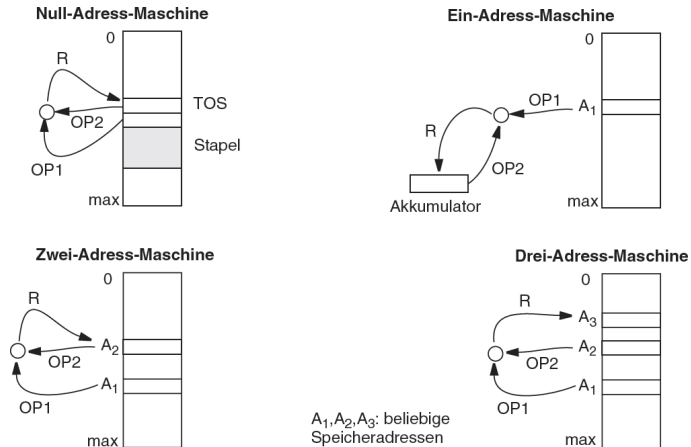 Null-Adress-Maschine
0
R
TOS
OP2
Stapel
OP1
max
Ein-Adress-Maschine
0
OP1
A1
R
OP2
Akkumulator
max
Zwei-Adress-Maschine
0
R
A2
OP2
A1
OP1
max
Drei-Adress-Maschine
0
R
A3
A2
OP2
A1
OP1
max
A1,A2,A3: beliebige
Speicheradressen